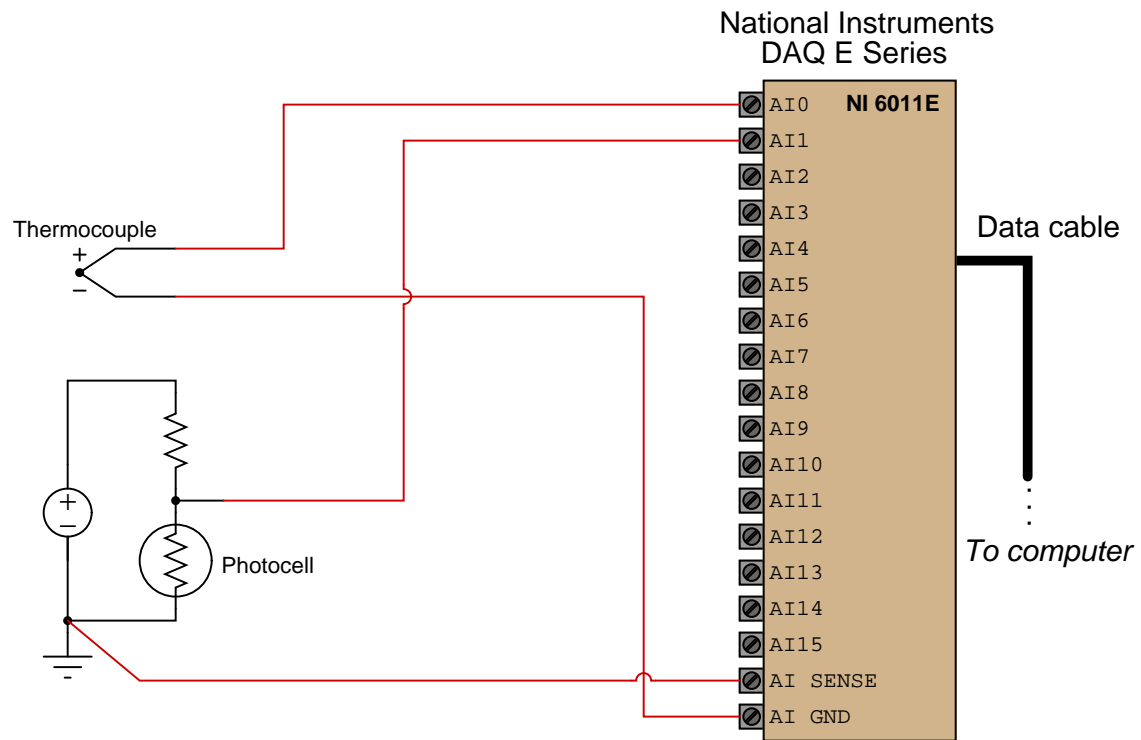 National Instruments
DAQ E Series
NI 6011E
AI0
AI1
AI2
AI3
AI4
AI5
AI6
AI7
AI8
AI9
AI10
AI11
AI12
AI13
AI14
AI15
AI SENSE
AI GND
Thermocouple
+
−
+
−
Photocell
Data cable
To computer